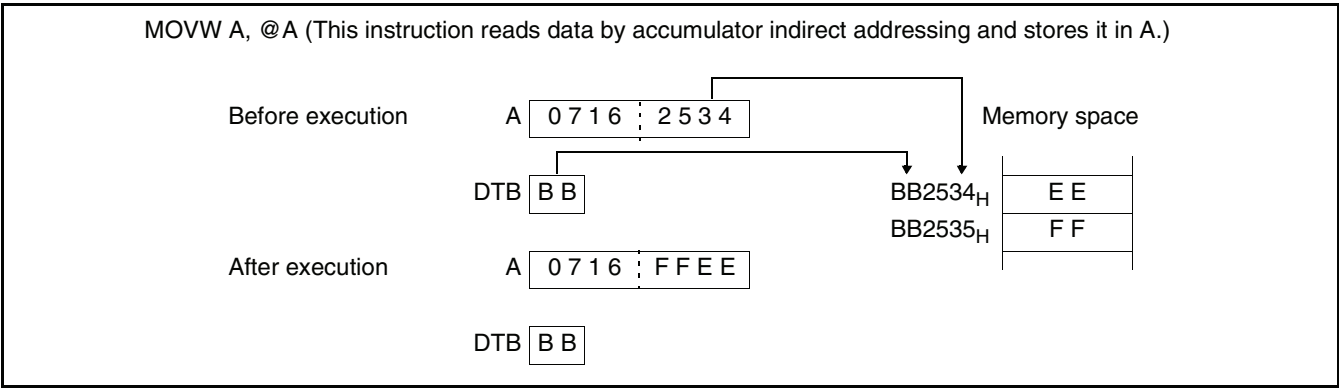 MOVW A, @A (This instruction reads data by accumulator indirect addressing and stores it in A.)
Before execution A 0716 2534 Memory space
DTB BB BB2534H EE
BB2535H FF
After execution A 0716 FFEE
DTB BB